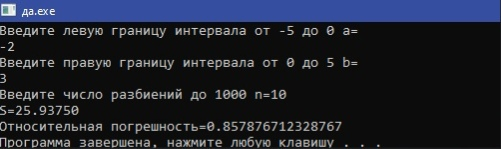 да.exe
Введите левую границу интервала от -5 до 0 a=
-2
Введите правую границу интервала от 0 до 5 b=
3
Введите число разбиений до 1000 n=10
S=25.93750
Относительная погрешность=0.857876712328767
Программа завершена, нажмите любую клавишу . . .